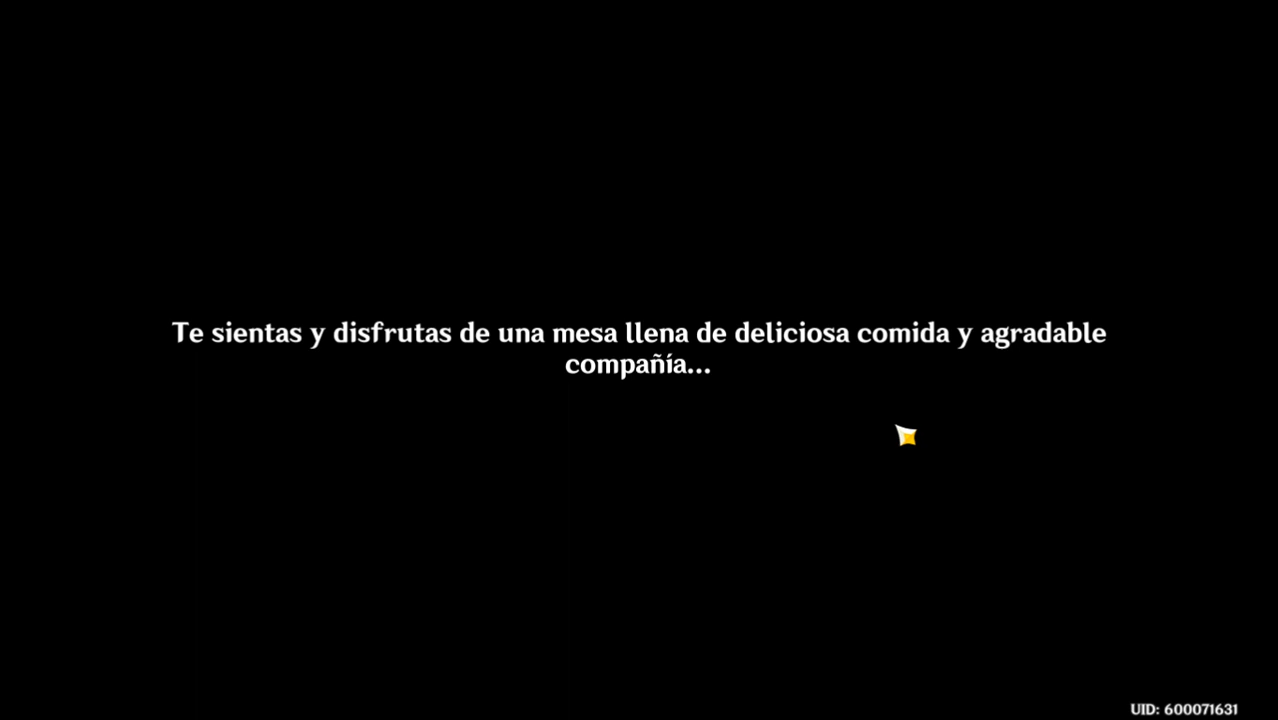 Te sientas y disfrutas de una mesa llena de deliciosa comida y agradable
compañía...
UID: 600071631